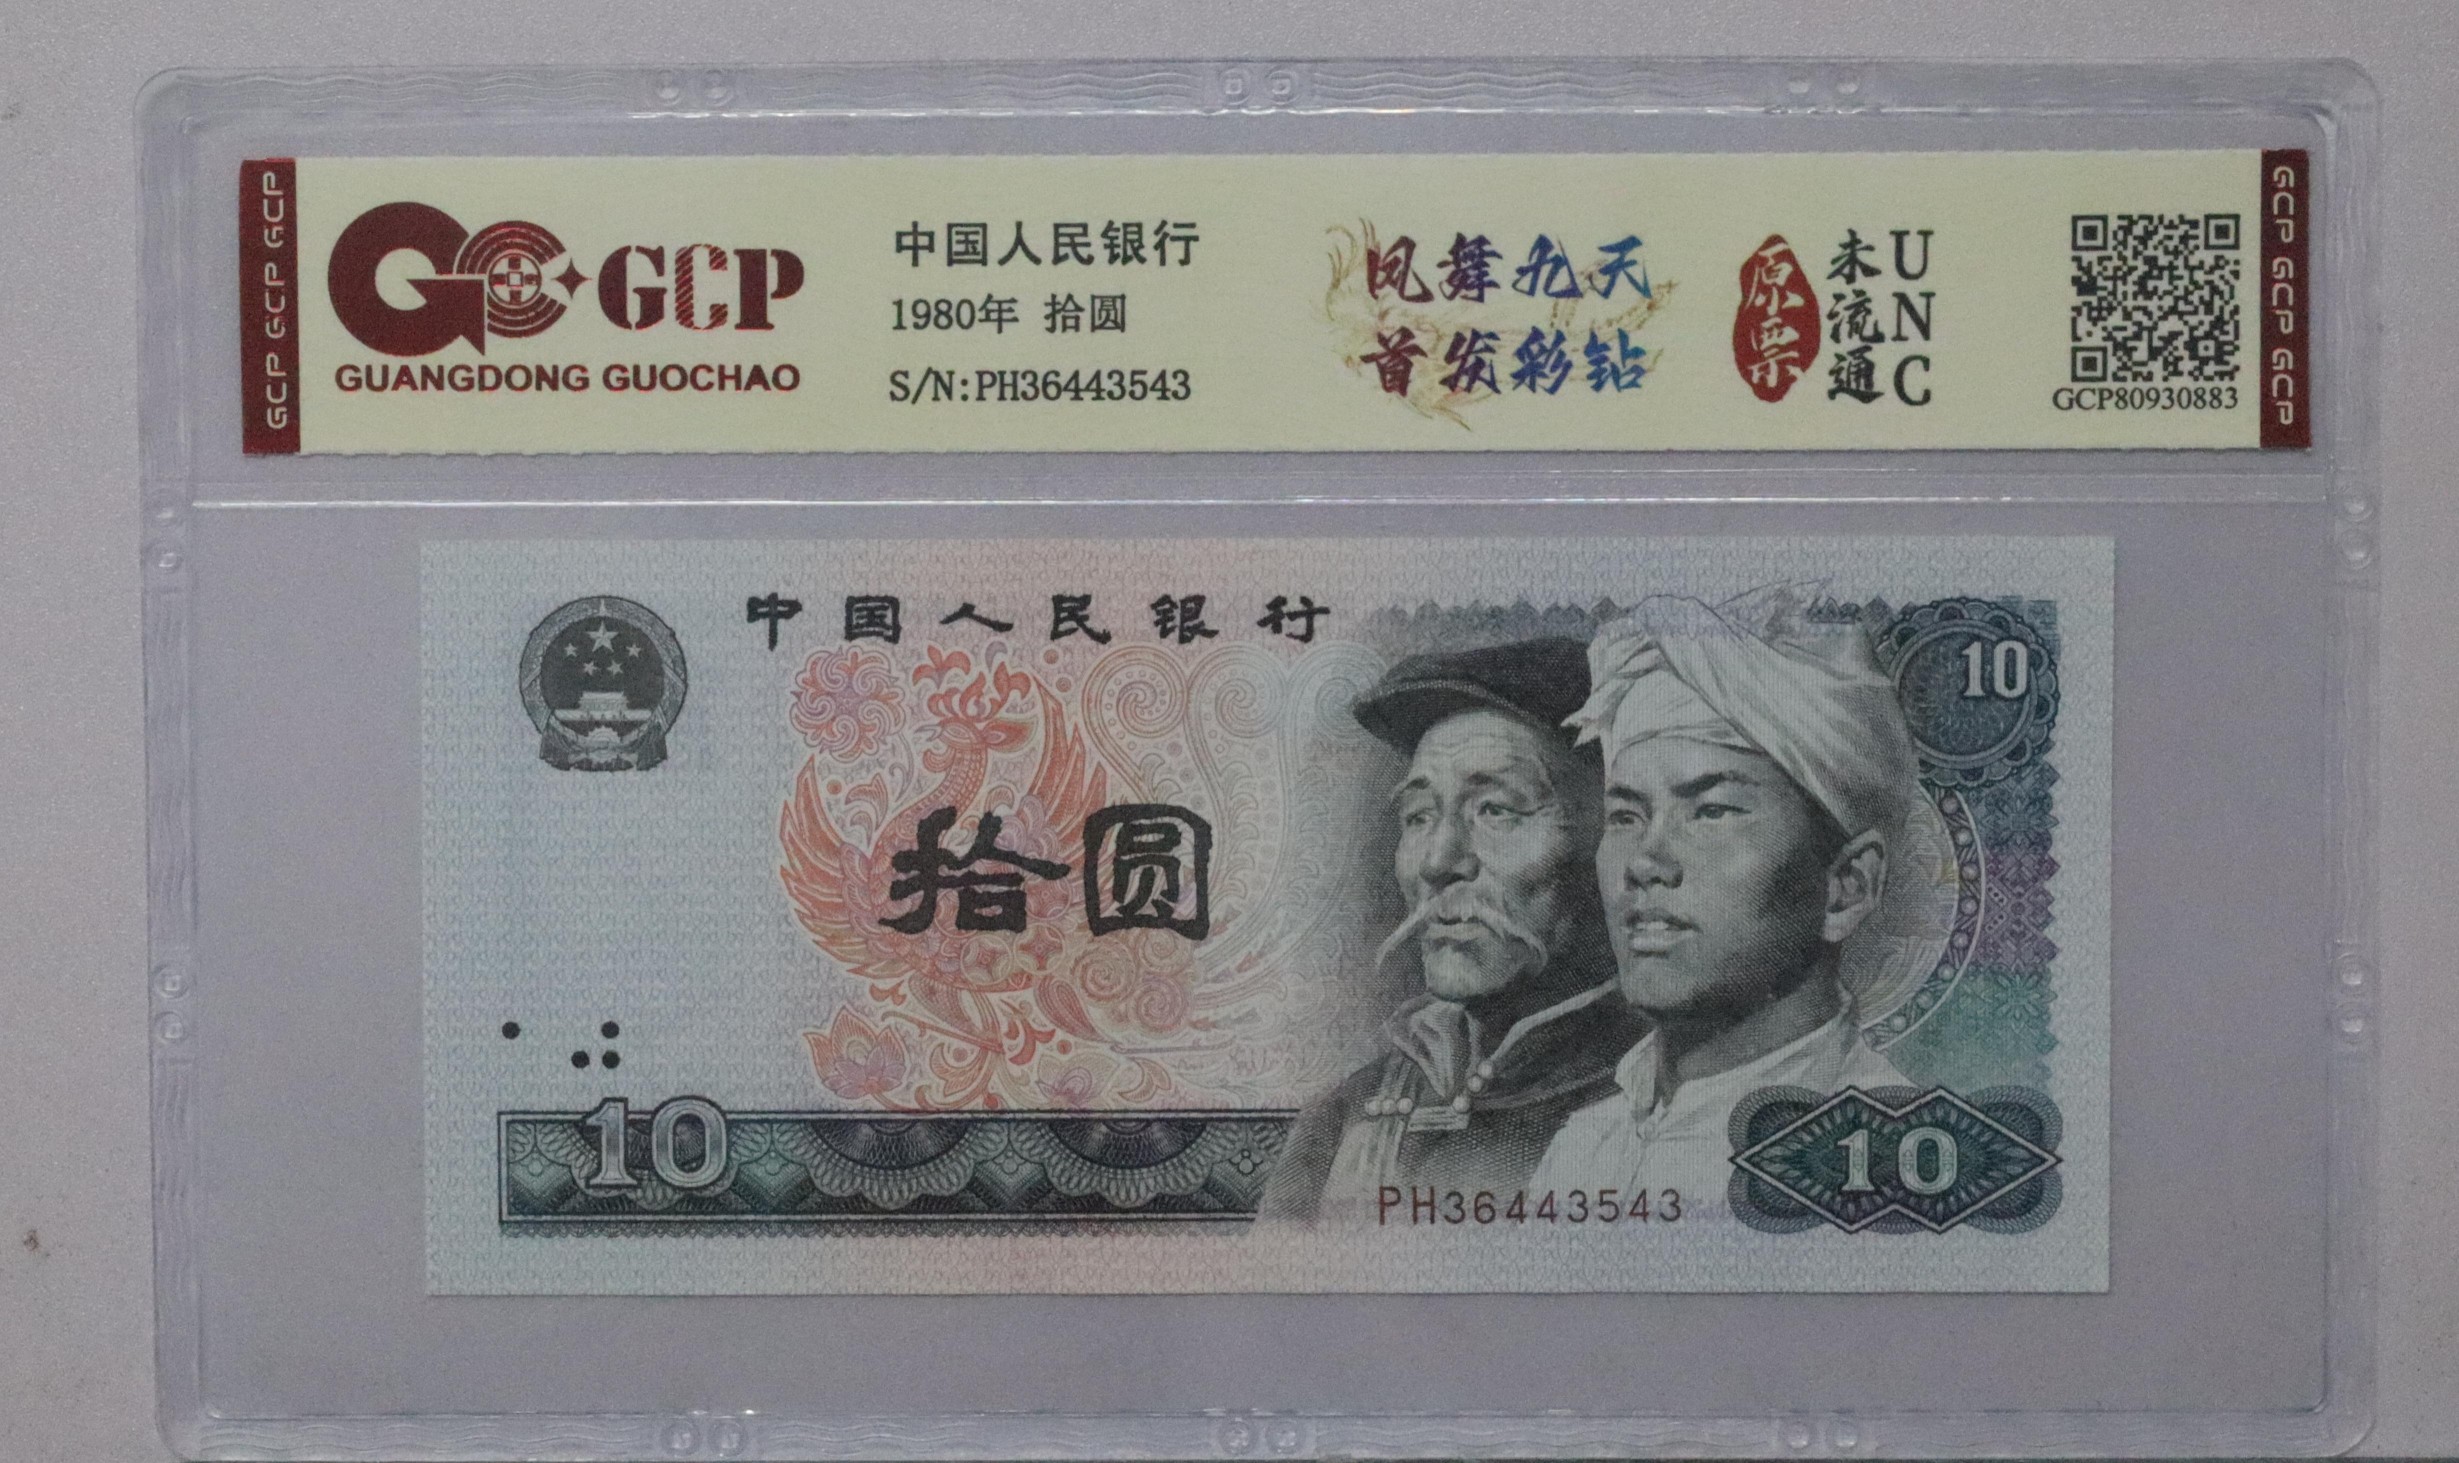 GCP GCP GCP
GCP
GUANGDONG GUOCHAO
中国人民银行
1980年 拾圆
S/N:PH36443543
凤舞九天
首发彩钻
原票
未流通
UNC
GCP80930883
GCP GCP GCP
中国人民银行
10
拾圆
10
PH36443543
10